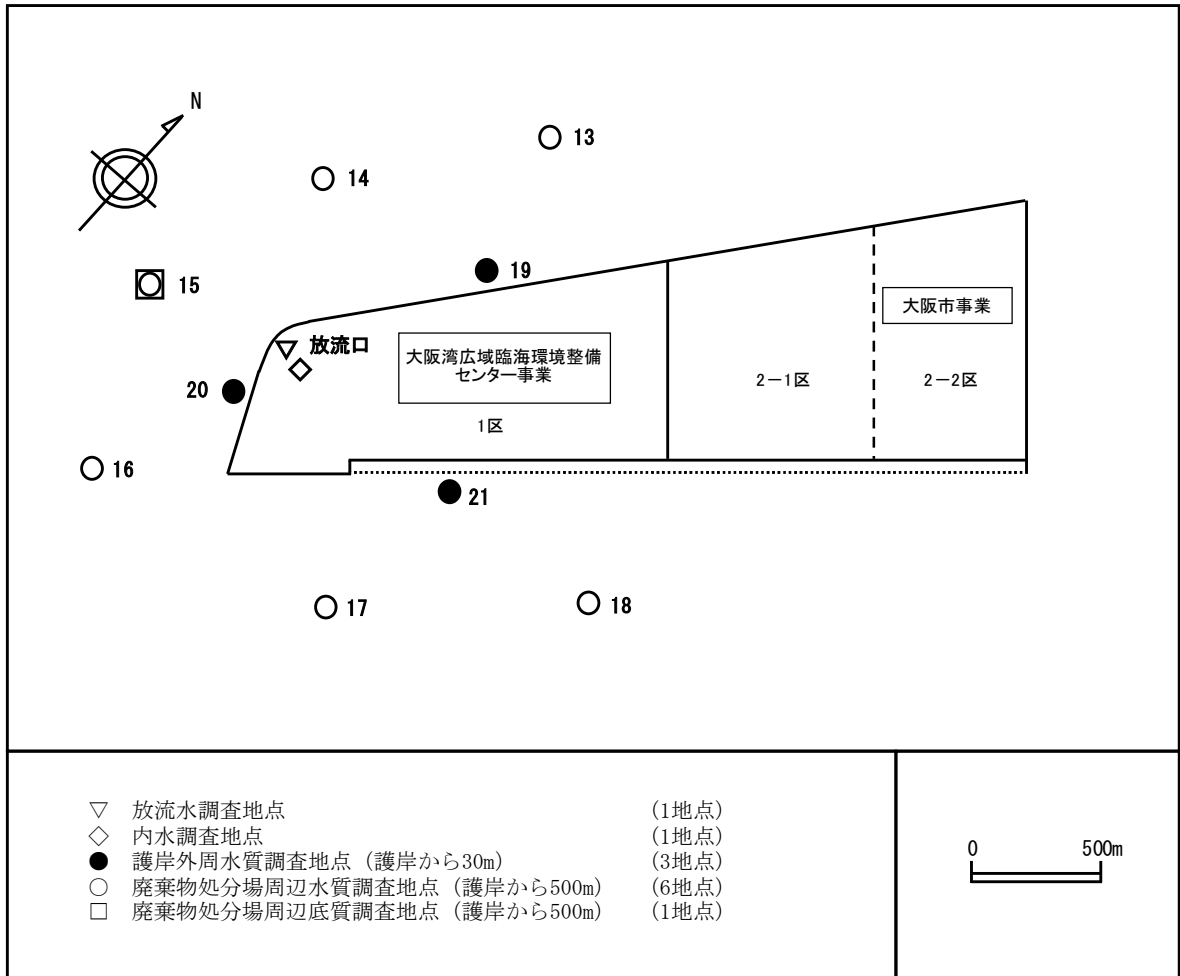 N
13
14
15
19
大阪市事業
放流口
大阪湾広域臨海環境整備
センター事業
20
2－1区
2－2区
1区
16
21
17
18
▽ 放流水調査地点 (1地点)
◇ 内水調査地点 (1地点)
● 護岸外周水質調査地点（護岸から30m） (3地点)
○ 廃棄物処分場周辺水質調査地点（護岸から500m） (6地点)
□ 廃棄物処分場周辺底質調査地点（護岸から500m） (1地点)
0 500m